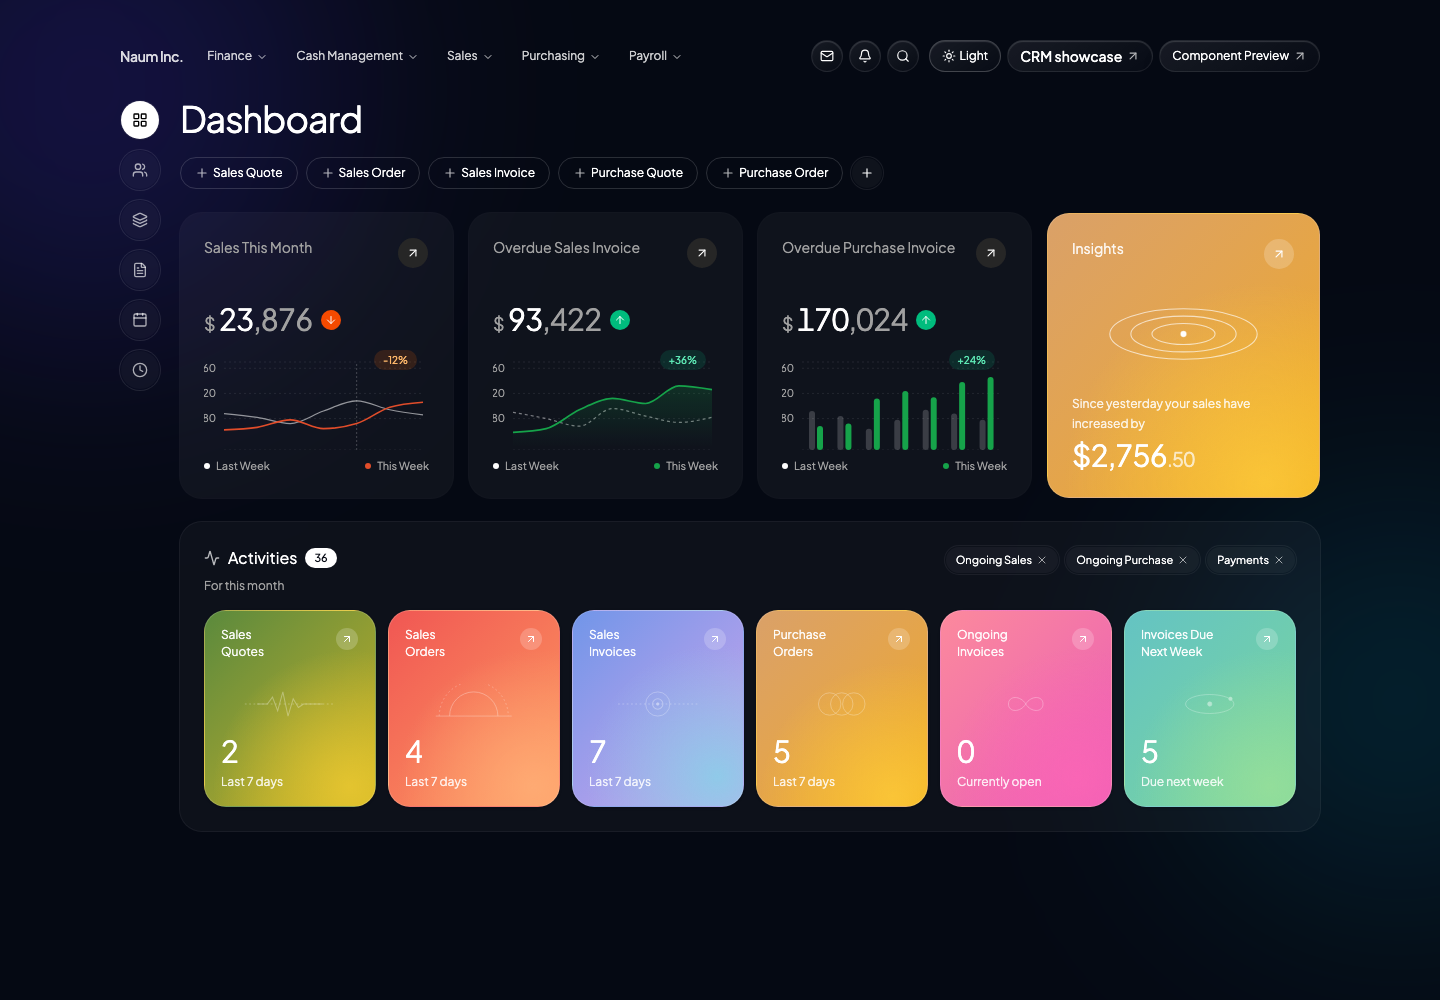 Naum Inc. Finance Cash Management Sales Purchasing Payroll Light CRM showcase Component Preview
Dashboard
Sales Quote Sales Order Sales Invoice Purchase Quote Purchase Order
Sales This Month
$ 23,876
-12%
60
20
80
Last Week This Week
Overdue Sales Invoice
$ 93,422
+36%
60
20
80
Last Week This Week
Overdue Purchase Invoice
$ 170,024
+24%
60
20
80
Last Week This Week
Insights
Since yesterday your sales have
increased by
$2,756.50
Activities 36
For this month
Ongoing Sales Ongoing Purchase Payments
Sales
Quotes
2
Last 7 days
Sales
Orders
4
Last 7 days
Sales
Invoices
7
Last 7 days
Purchase
Orders
5
Last 7 days
Ongoing
Invoices
0
Currently open
Invoices Due
Next Week
5
Due next week